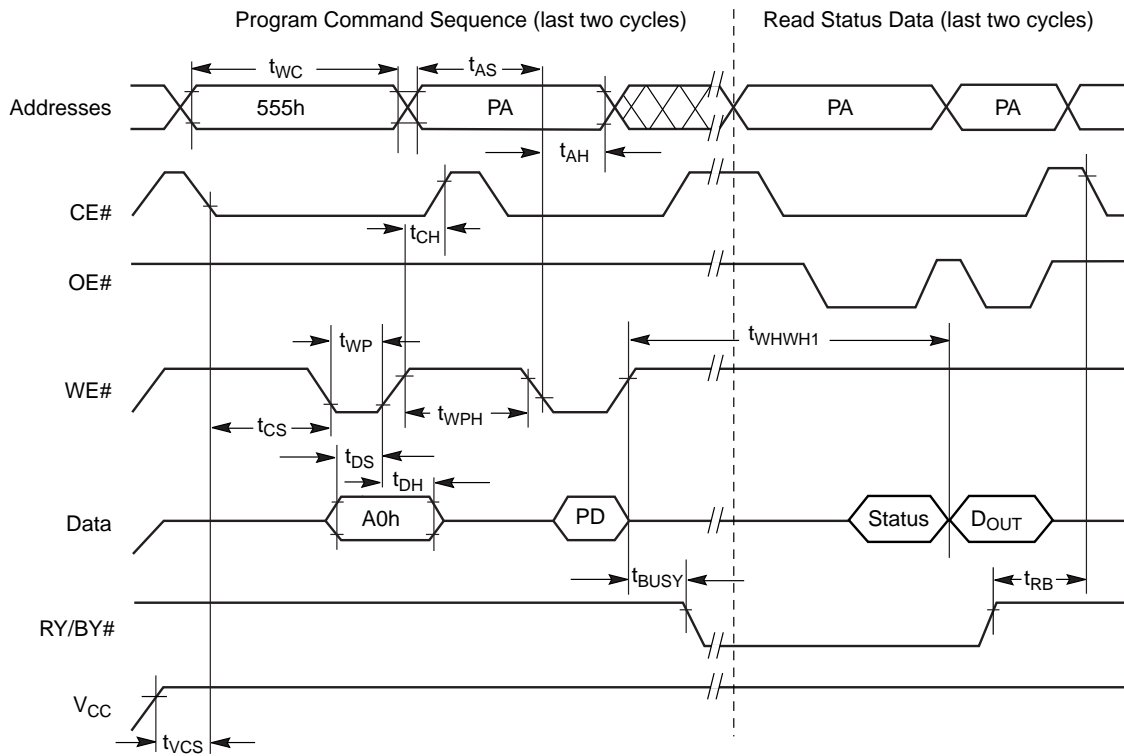 Program Command Sequence (last two cycles)
Read Status Data (last two cycles)
tWC
tAS
Addresses
555h
PA
PA
PA
tAH
CE#
tCH
OE#
tWP
tWHWH1
WE#
tCS
tWPH
tDS
tDH
Data
A0h
PD
Status
DOUT
tBUSY
tRB
RY/BY#
VCC
tVCS